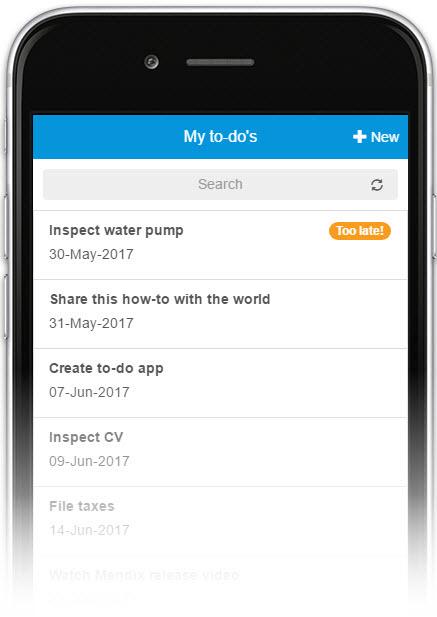 My to-do's
New
Search
Inspect water pump
Too late!
30-May-2017
Share this how-to with the world
31-May-2017
Create to-do app
07-Jun-2017
Inspect CV
09-Jun-2017
File taxes
14-Jun-2017
Watch Mendix release video